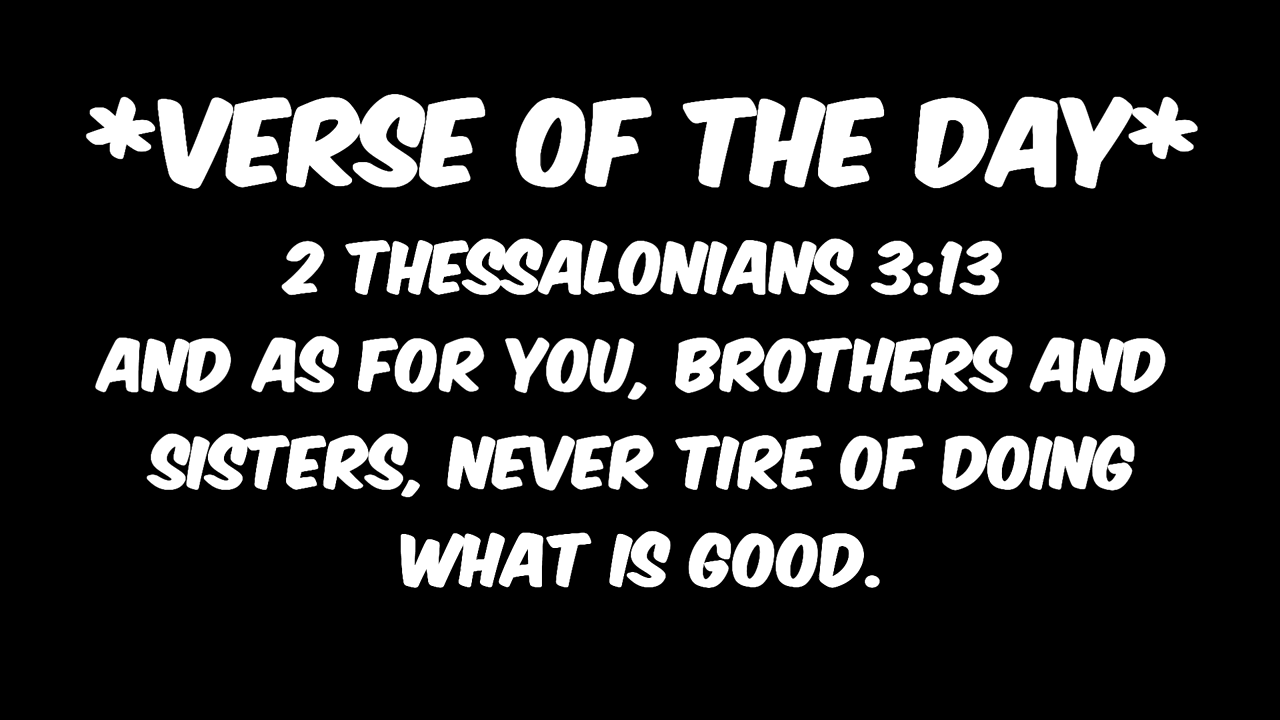 *VERSE OF THE DAY*
2 THESSALONIANS 3:13
AND AS FOR YOU, BROTHERS AND
SISTERS, NEVER TIRE OF DOING
WHAT IS GOOD.